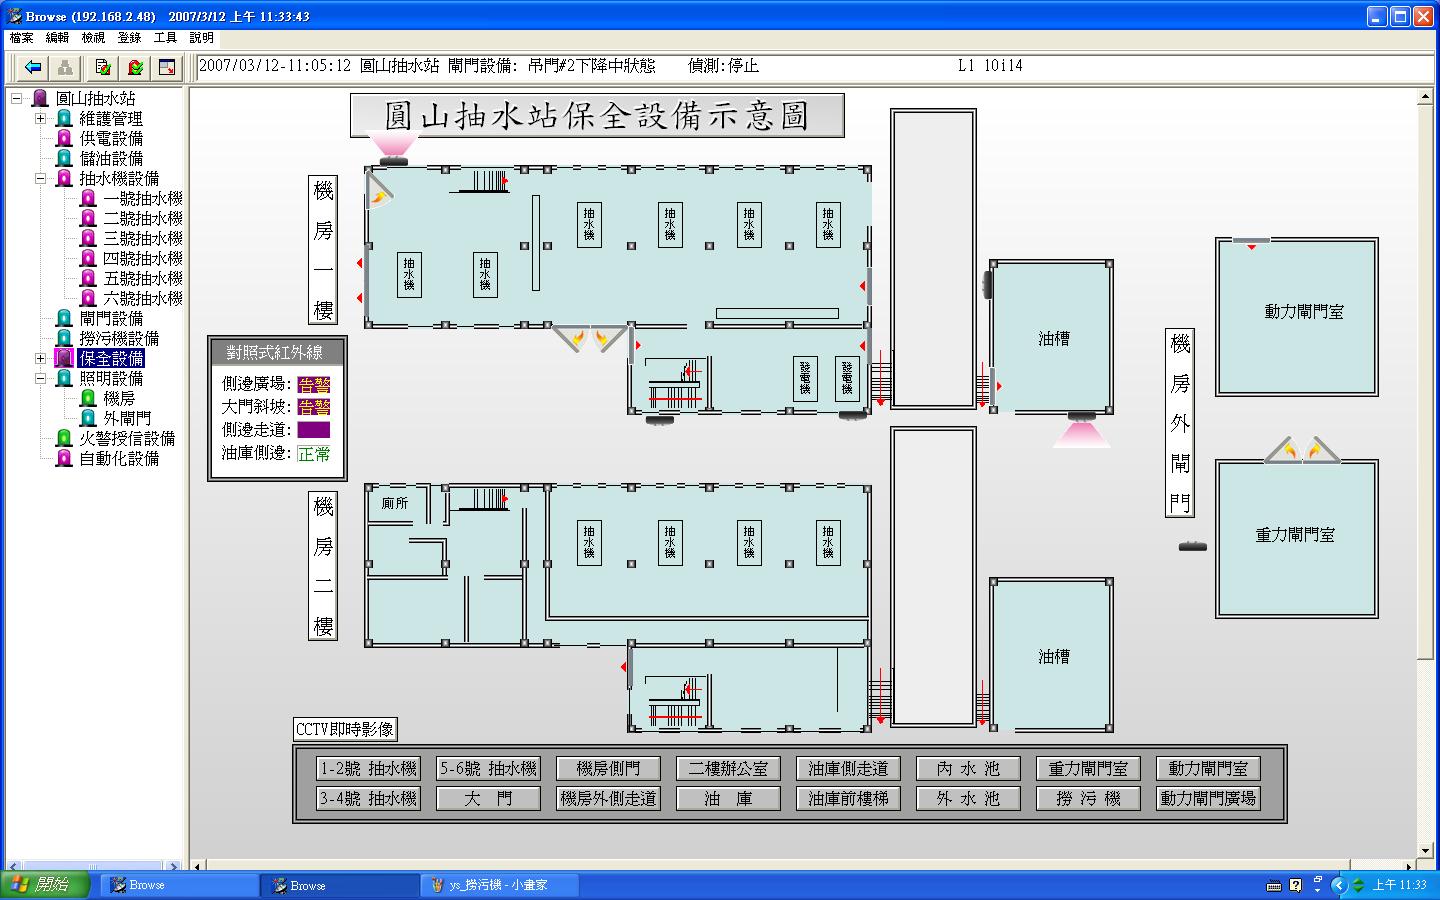 Browse (192.168.2.48) 2007/3/12 上午 11:33:43
檔案 編輯 檢視 登錄 工具 說明
2007/03/12-11:05:12 圓山抽水站 閘門設備: 吊門#2下降中狀態 偵測:停止 L1 10i14
圓山抽水站
維護管理
供電設備
儲油設備
抽水機設備
一號抽水機
二號抽水機
三號抽水機
四號抽水機
五號抽水機
六號抽水機
閘門設備
撈污機設備
保全設備
照明設備
機房
外閘門
火警授信設備
自動化設備
圓山抽水站保全設備示意圖
機房一樓
抽水機
抽水機
抽水機
抽水機
抽水機
抽水機
發電機
發電機
油槽
動力閘門室
機房外閘門
重力閘門室
對照式紅外線
側邊廣場: 告警
大門斜坡: 告警
側邊走道:
油庫側邊: 正常
機房二樓
廁所
抽水機
抽水機
抽水機
抽水機
油槽
CCTV即時影像
1-2號 抽水機 5-6號 抽水機 機房側門 二樓辦公室 油庫側走道 內 水 池 重力閘門室 動力閘門室
3-4號 抽水機 大 門 機房外側走道 油 庫 油庫前樓梯 外 水 池 撈 污 機 動力閘門廣場
開始 Browse Browse ys_撈污機 - 小畫家 上午 11:33